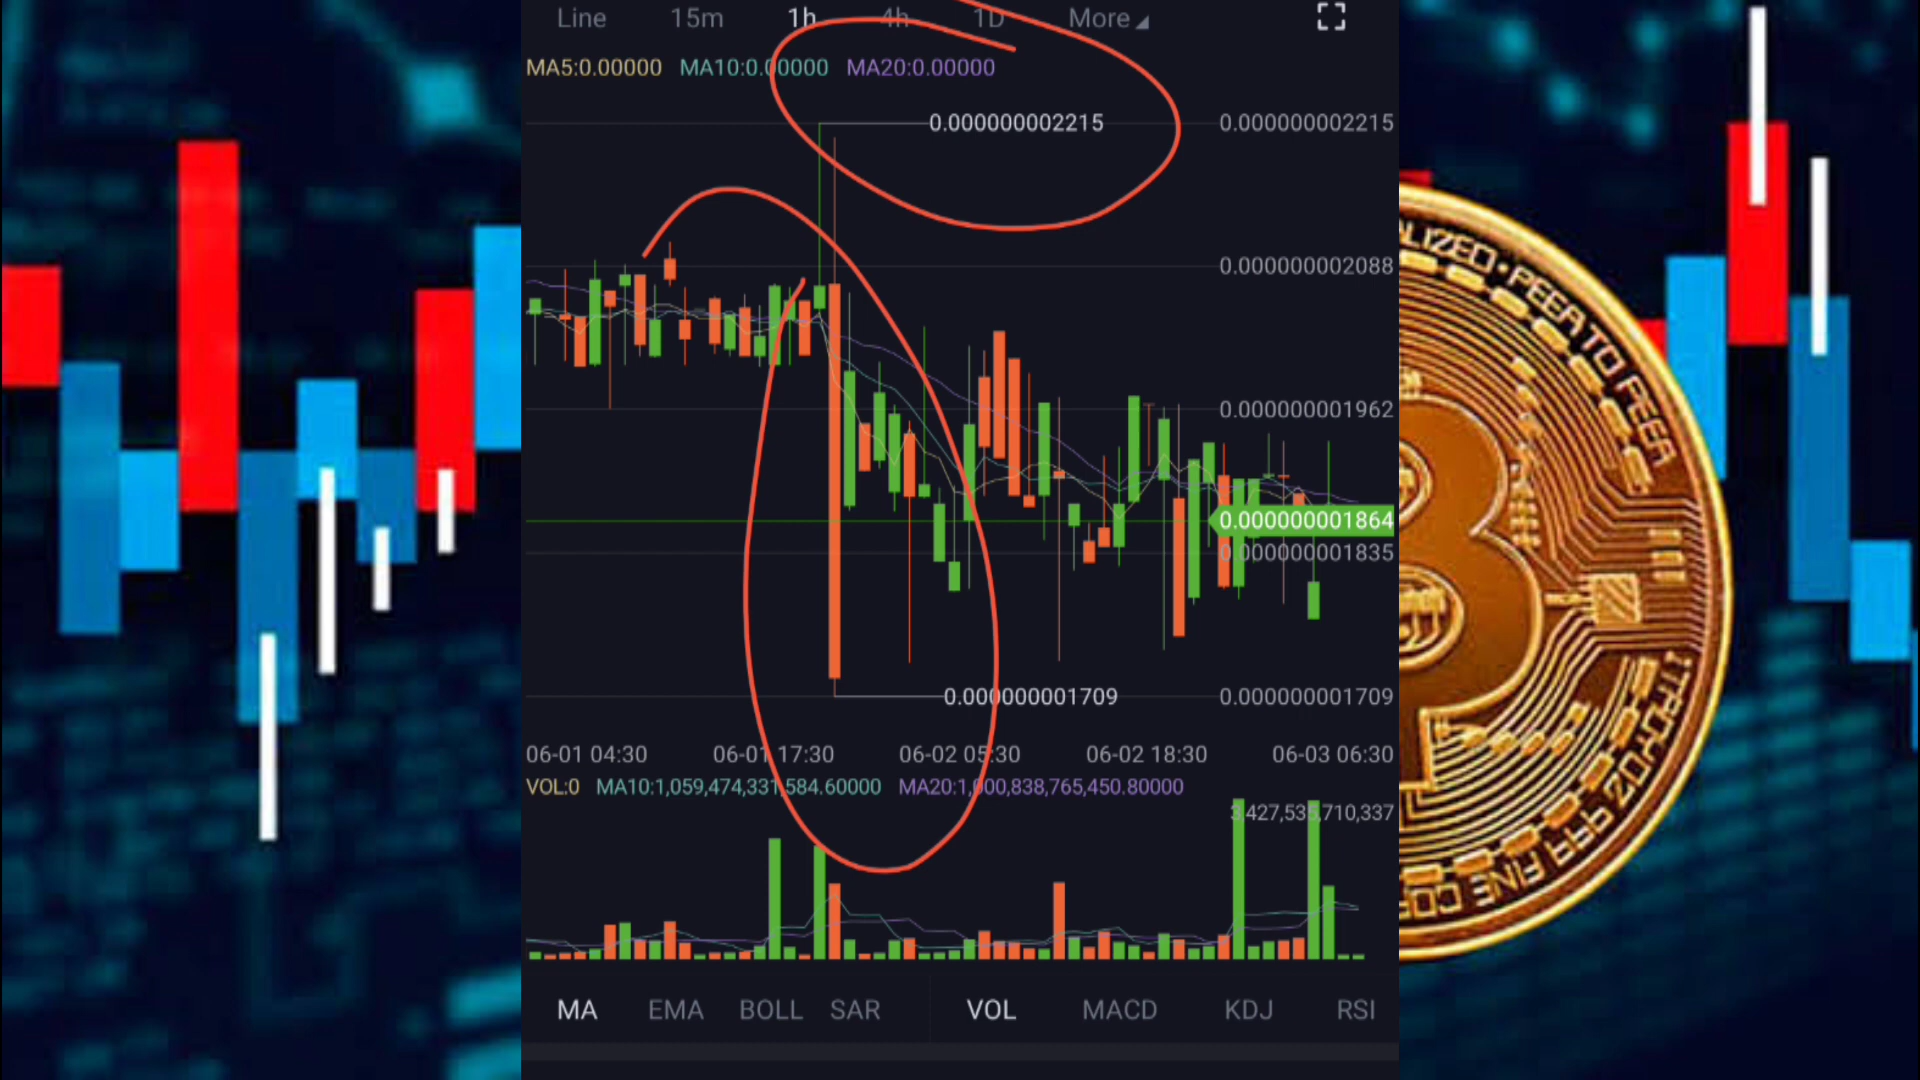 Line 15m 1h 4h 1D More
MA5:0.00000 MA10:0.00000 MA20:0.00000
0.000000002215 0.000000002215
0.000000002088
0.000000001962
0.000000001864
0.000000001835
0.000000001709 0.000000001709
06-01 04:30 06-01 17:30 06-02 05:30 06-02 18:30 06-03 06:30
VOL:0 MA10:1,059,474,331,584.60000 MA20:1,000,838,765,450.80000
3,427,535,710,337
MA EMA BOLL SAR VOL MACD KDJ RSI
LIZED • PEER TO PEER